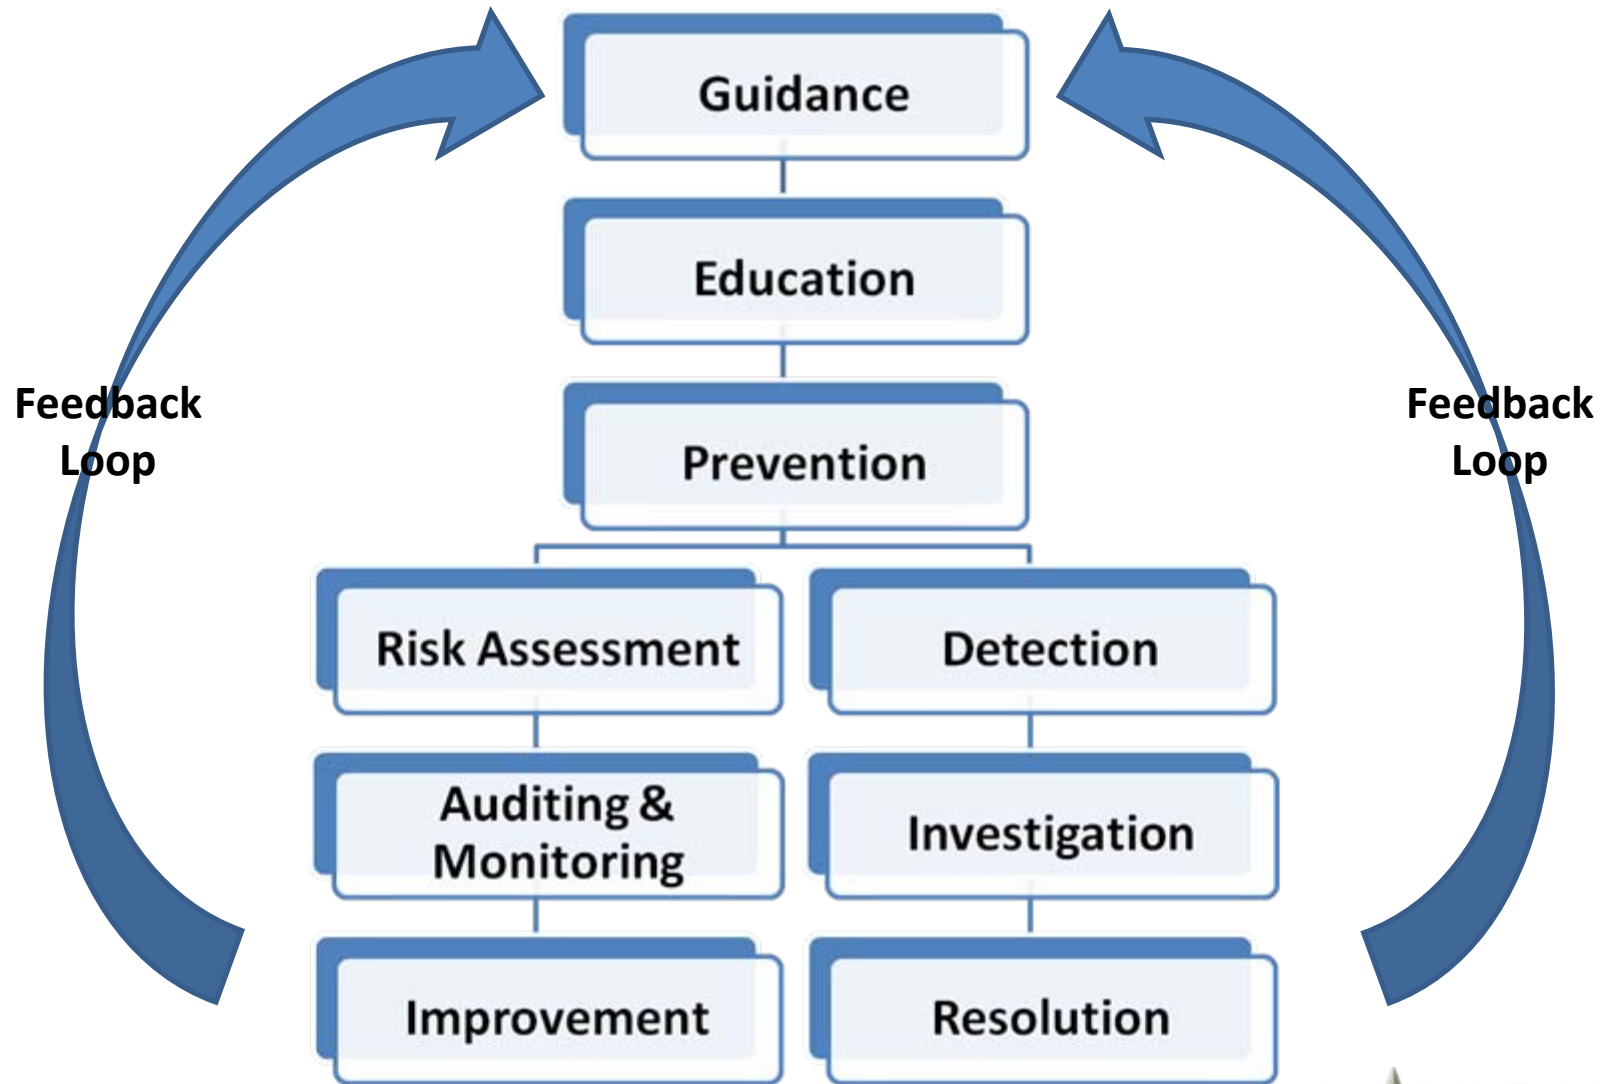 Guidance
Education
Feedback
Loop
Feedback
Loop
Prevention
Risk Assessment
Detection
Auditing &
Monitoring
Investigation
Improvement
Resolution